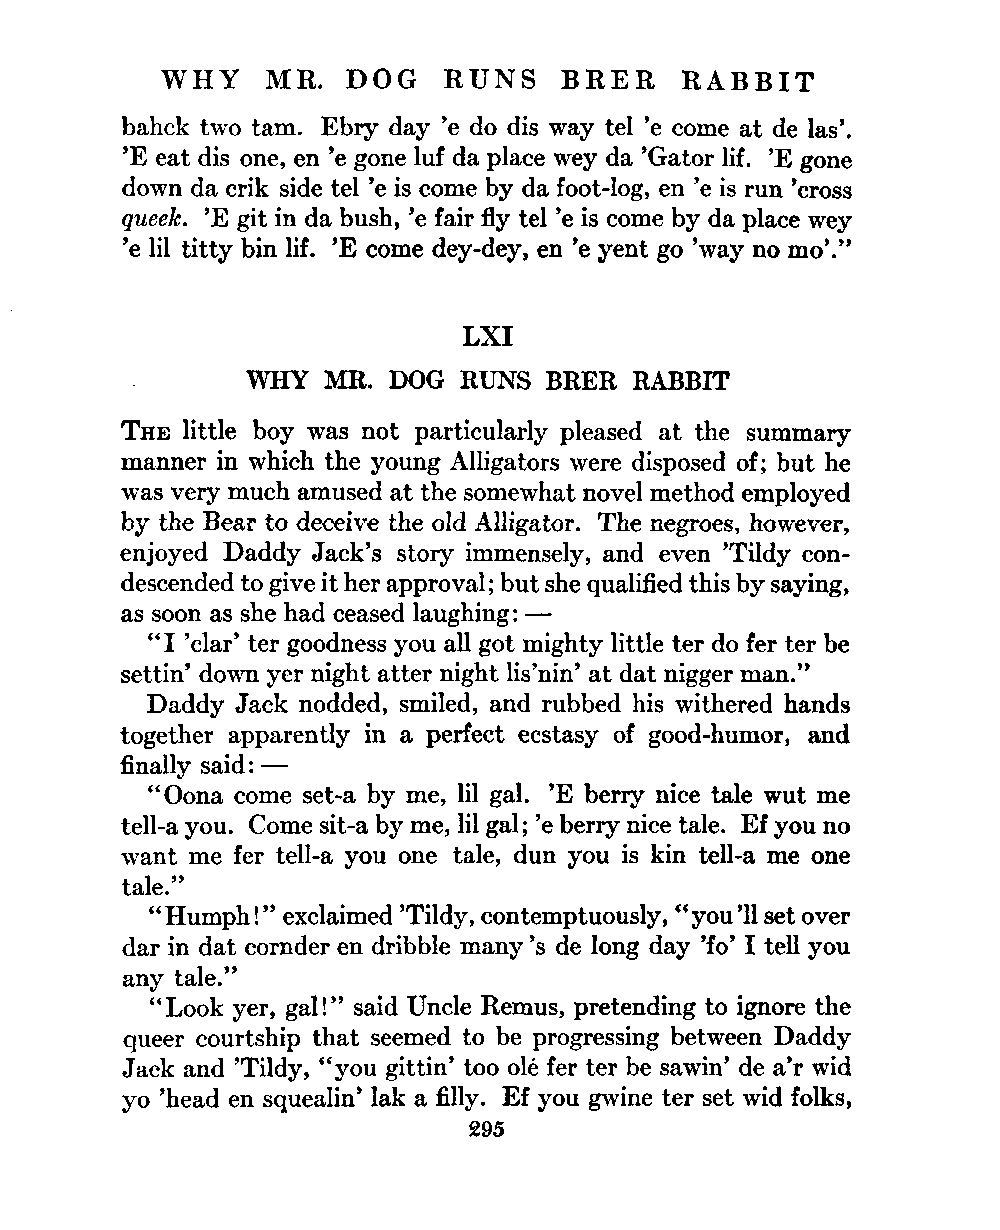 WHY MR. DOG RUNS BRER RABBIT
bahck two tam. Ebry day 'e do dis way tel 'e come at de las'.
'E eat dis one, en 'e gone luf da place wey da 'Gator lif. 'E gone
down da crik side tel 'e is come by da foot-log, en 'e is run 'cross
queek. 'E git in da bush, 'e fair fly tel 'e is come by da place wey
'e lil titty bin lif. 'E come dey-dey, en 'e yent go 'way no mo'."
LXI
WHY MR. DOG RUNS BRER RABBIT
THE little boy was not particularly pleased at the summary
manner in which the young Alligators were disposed of; but he
was very much amused at the somewhat novel method employed
by the Bear to deceive the old Alligator. The negroes, however,
enjoyed Daddy Jack's story immensely, and even 'Tildy con-
descended to give it her approval; but she qualified this by saying,
as soon as she had ceased laughing: —
"I 'clar' ter goodness you all got mighty little ter do fer ter be
settin' down yer night atter night lis'nin' at dat nigger man."
Daddy Jack nodded, smiled, and rubbed his withered hands
together apparently in a perfect ecstasy of good-humor, and
finally said: —
"Oona come set-a by me, lil gal. 'E berry nice tale wut me
tell-a you. Come sit-a by me, lil gal; 'e berry nice tale. Ef you no
want me fer tell-a you one tale, dun you is kin tell-a me one
tale."
"Humph!" exclaimed 'Tildy, contemptuously, "you 'll set over
dar in dat cornder en dribble many 's de long day 'fo' I tell you
any tale."
"Look yer, gal!" said Uncle Remus, pretending to ignore the
queer courtship that seemed to be progressing between Daddy
Jack and 'Tildy, "you gittin' too olé fer ter be sawin' de a'r wid
yo 'head en squealin' lak a filly. Ef you gwine ter set wid folks,
295